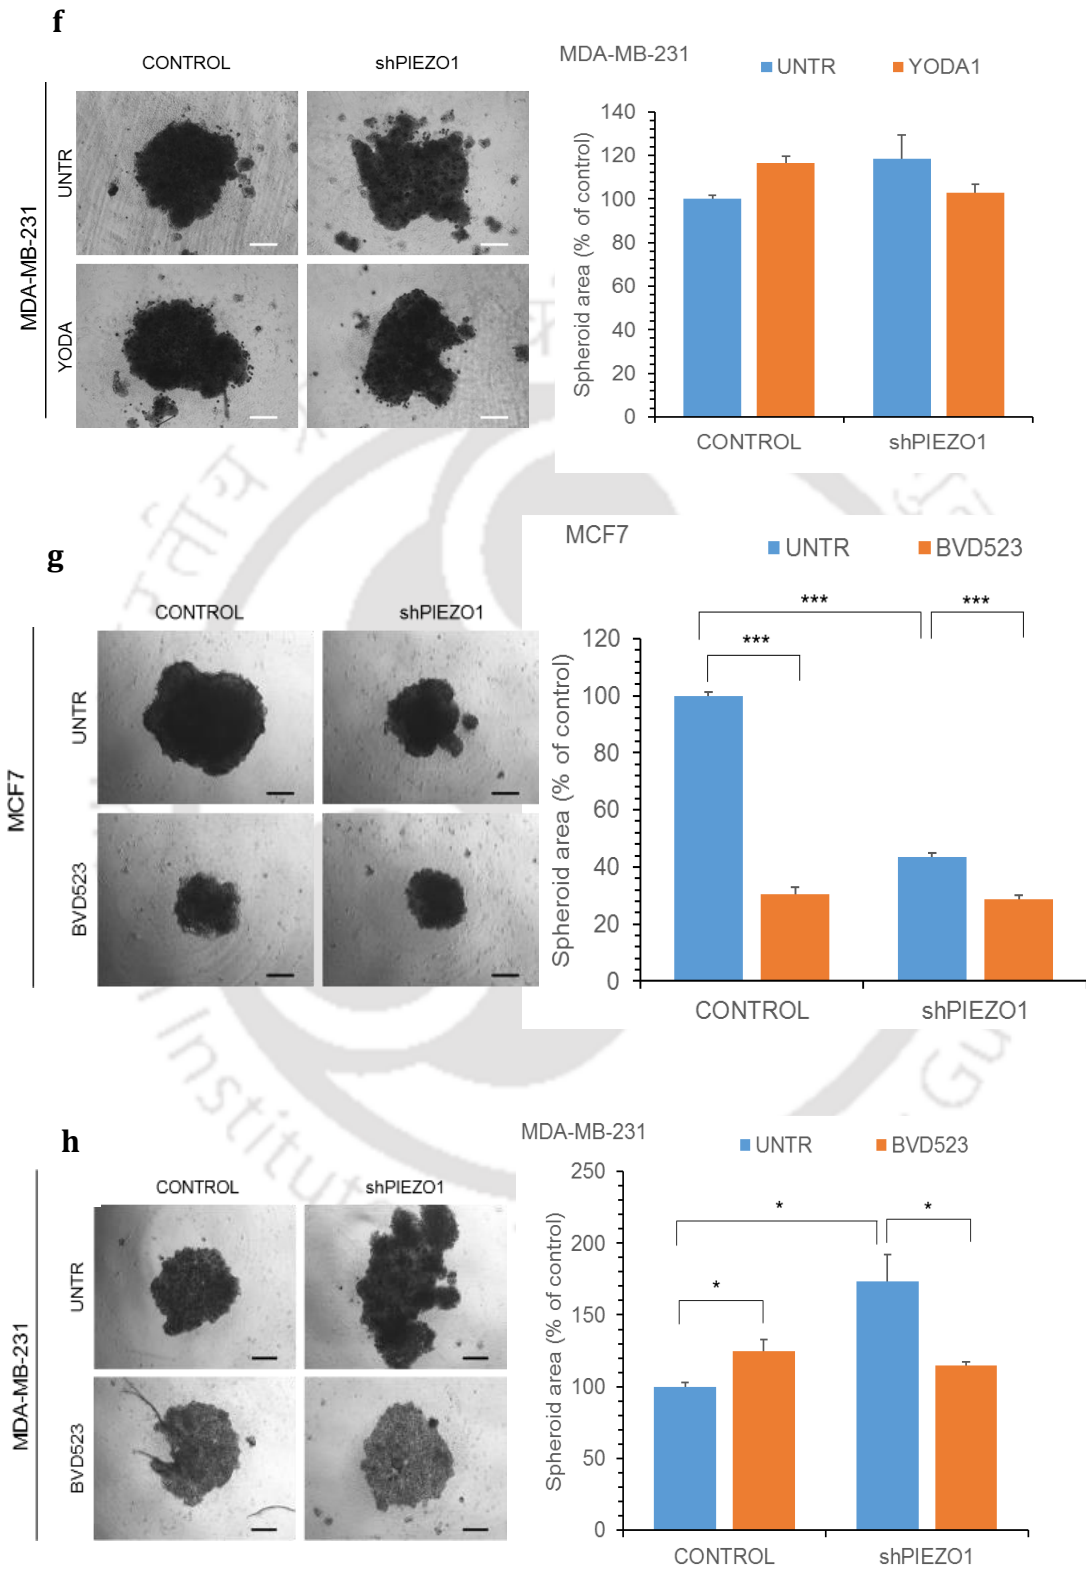 f
CONTROL
shPIEZO1
MDA-MB-231
UNTR
YODA
MDA-MB-231
UNTR
YODA1
Spheroid area (% of control)
140
120
100
80
60
40
20
0
CONTROL
shPIEZO1
g
CONTROL
shPIEZO1
MCF7
UNTR
BVD523
MCF7
UNTR
BVD523
***
***
***
Spheroid area (% of control)
120
100
80
60
40
20
0
CONTROL
shPIEZO1
Institut
Gu
h
CONTROL
shPIEZO1
MDA-MB-231
UNTR
BVD523
MDA-MB-231
UNTR
BVD523
*
*
*
Spheroid area (% of control)
250
200
150
100
50
0
CONTROL
shPIEZO1